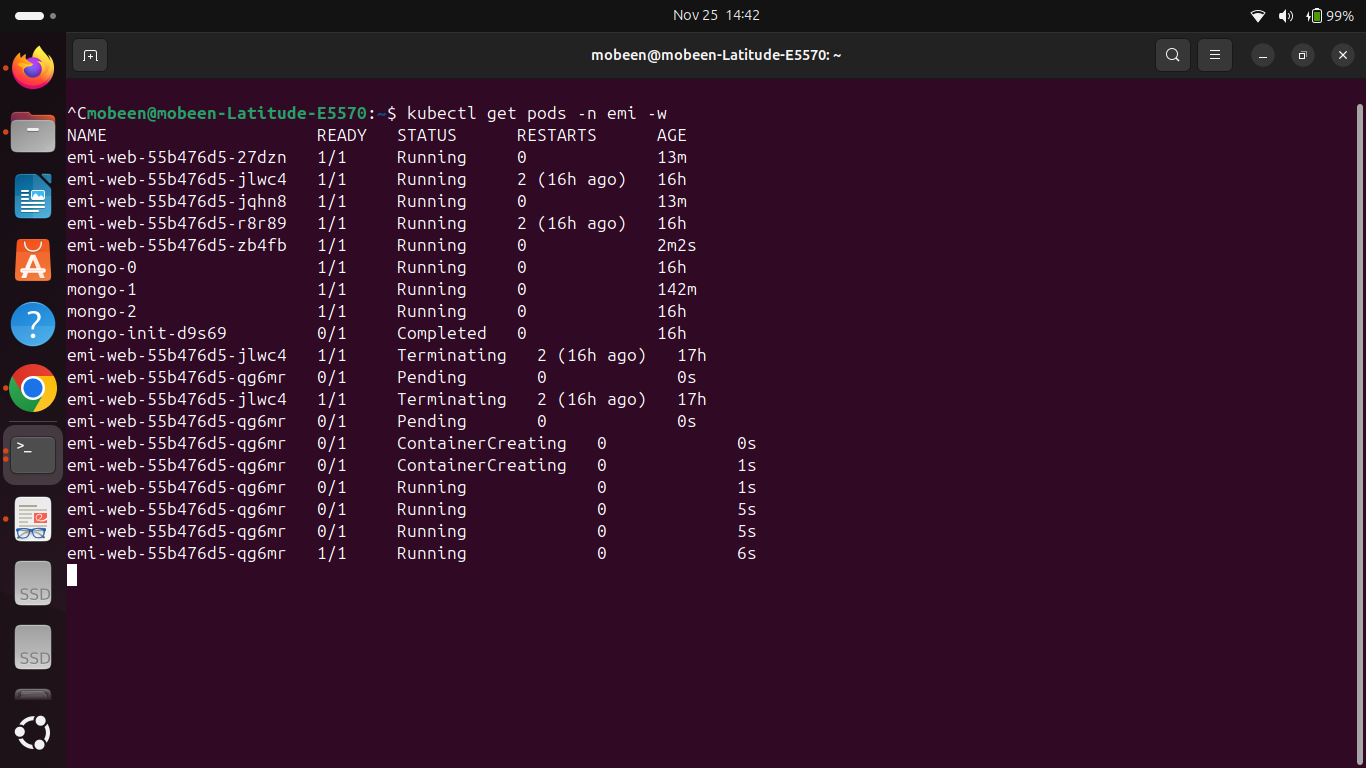 Nov 25 14:42
99%
mobeen@mobeen-Latitude-E5570: ~
^Cmobeen@mobeen-Latitude-E5570:~$ kubectl get pods -n emi -w
NAME READY STATUS RESTARTS AGE
emi-web-55b476d5-27dzn 1/1 Running 0 13m
emi-web-55b476d5-jlwc4 1/1 Running 2 (16h ago) 16h
emi-web-55b476d5-jqhn8 1/1 Running 0 13m
emi-web-55b476d5-r8r89 1/1 Running 2 (16h ago) 16h
emi-web-55b476d5-zb4fb 1/1 Running 0 2m2s
mongo-0 1/1 Running 0 16h
mongo-1 1/1 Running 0 142m
mongo-2 1/1 Running 0 16h
mongo-init-d9s69 0/1 Completed 0 16h
emi-web-55b476d5-jlwc4 1/1 Terminating 2 (16h ago) 17h
emi-web-55b476d5-qg6mr 0/1 Pending 0 0s
emi-web-55b476d5-jlwc4 1/1 Terminating 2 (16h ago) 17h
emi-web-55b476d5-qg6mr 0/1 Pending 0 0s
emi-web-55b476d5-qg6mr 0/1 ContainerCreating 0 0s
emi-web-55b476d5-qg6mr 0/1 ContainerCreating 0 1s
emi-web-55b476d5-qg6mr 0/1 Running 0 1s
emi-web-55b476d5-qg6mr 0/1 Running 0 5s
emi-web-55b476d5-qg6mr 0/1 Running 0 5s
emi-web-55b476d5-qg6mr 1/1 Running 0 6s
SSD
SSD